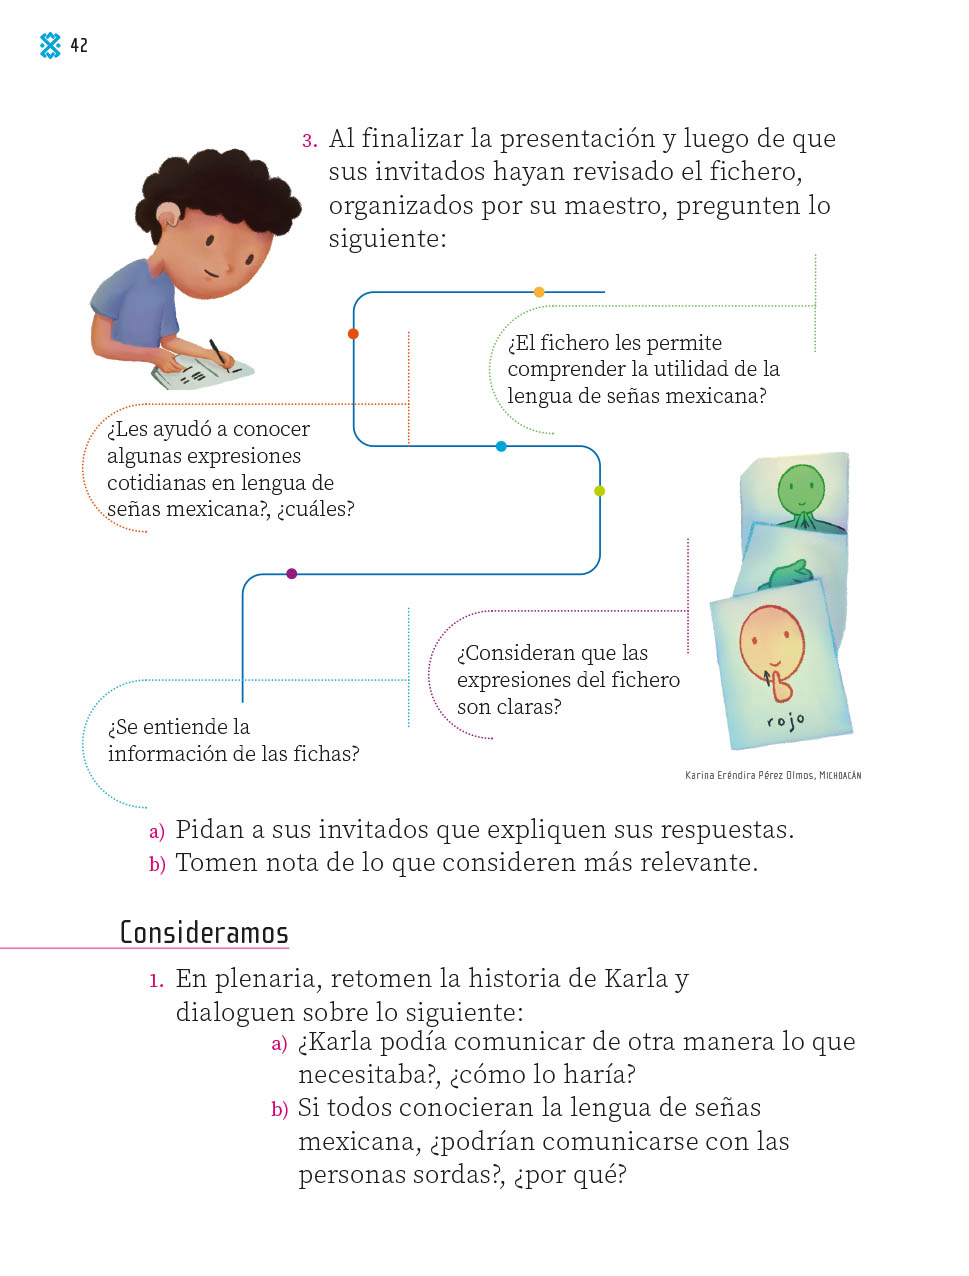 42
3. Al finalizar la presentación y luego de que
sus invitados hayan revisado el fichero,
organizados por su maestro, pregunten lo
siguiente:
¿El fichero les permite
comprender la utilidad de la
lengua de señas mexicana?
¿Les ayudó a conocer
algunas expresiones
cotidianas en lengua de
señas mexicana?, ¿cuáles?
¿Consideran que las
expresiones del fichero
son claras?
rojo
¿Se entiende la
información de las fichas?
Karina Eréndira Pérez Olmos, MICHOACÁN
a) Pidan a sus invitados que expliquen sus respuestas.
b) Tomen nota de lo que consideren más relevante.
Consideramos
1. En plenaria, retomen la historia de Karla y
dialoguen sobre lo siguiente:
a) ¿Karla podía comunicar de otra manera lo que
necesitaba?, ¿cómo lo haría?
b) Si todos conocieran la lengua de señas
mexicana, ¿podrían comunicarse con las
personas sordas?, ¿por qué?